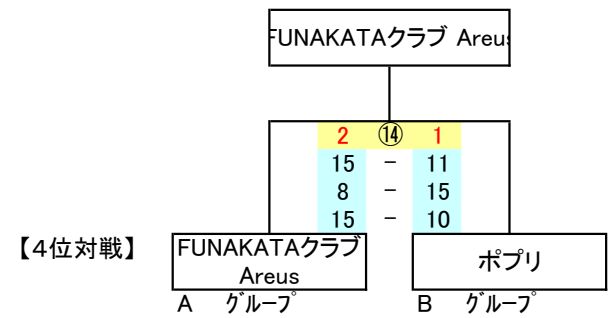 FUNAKATAクラブ Areus
2 ⑭ 1
15 － 11
8 － 15
15 － 10
【４位対戦】 FUNAKATAクラブ
Areus ポプリ
A ｸﾞﾙｰﾌﾟ B ｸﾞﾙｰﾌﾟ